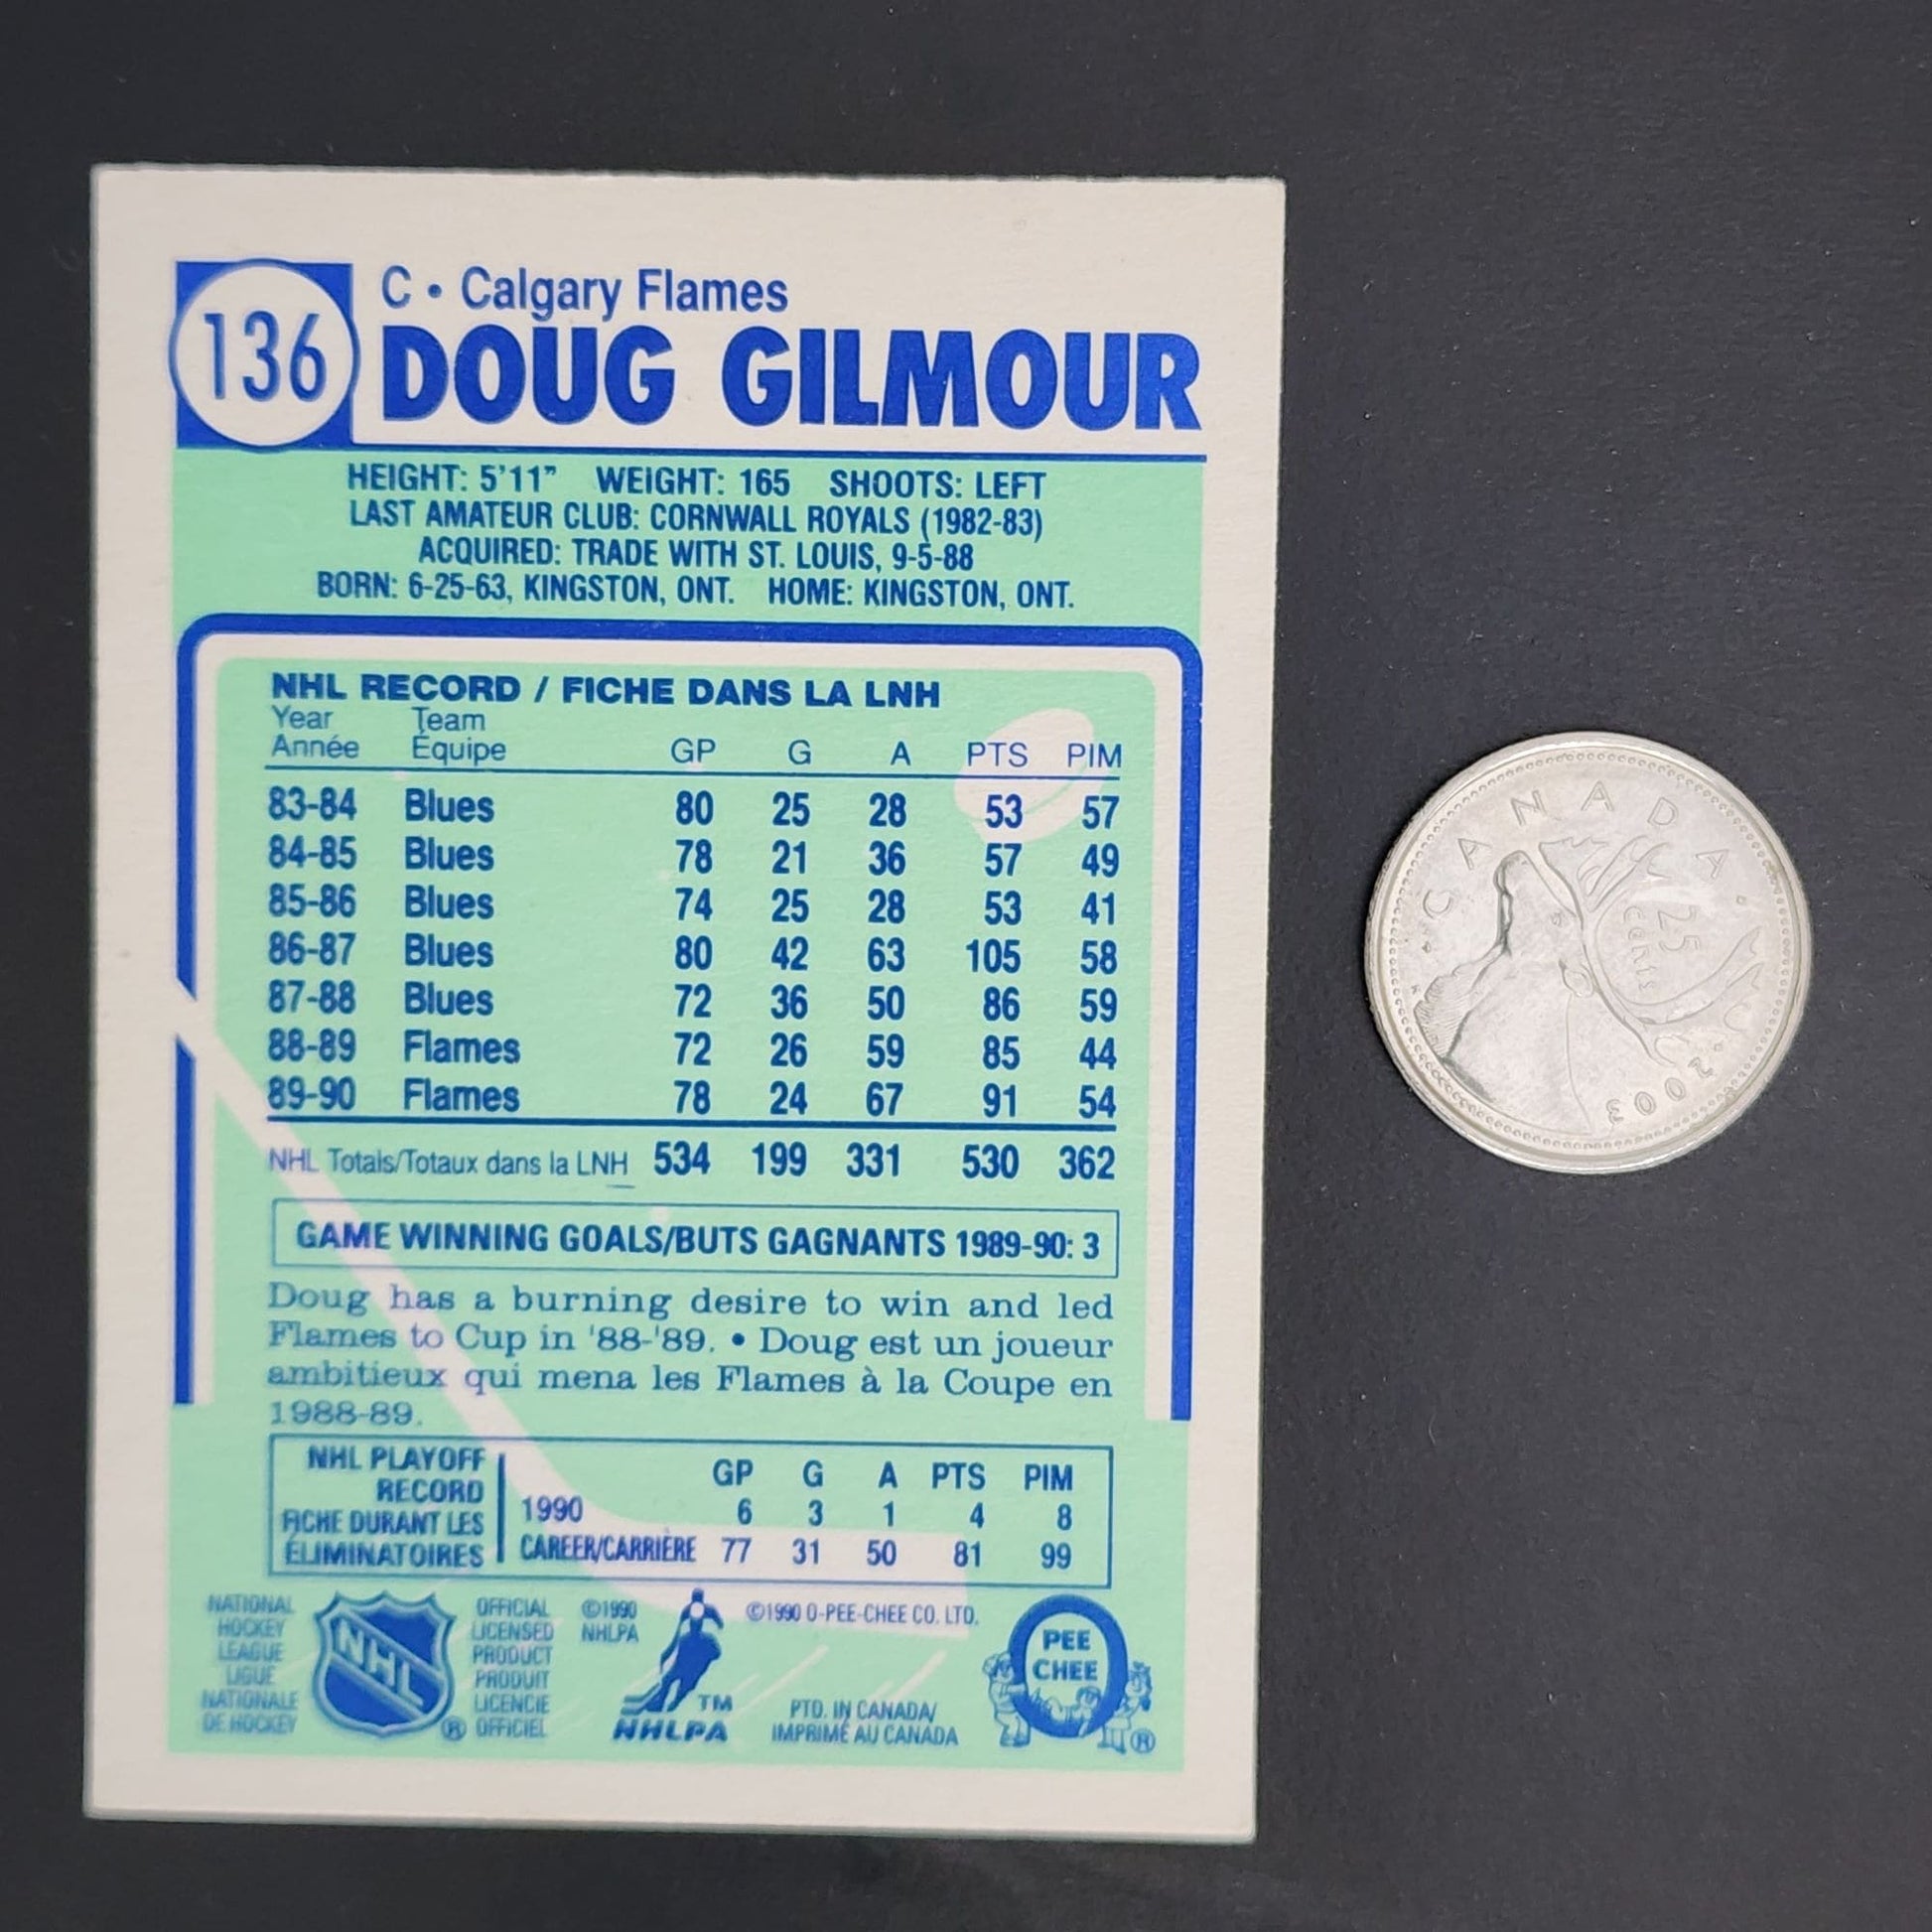 136
C • Calgary Flames
DOUG GILMOUR
HEIGHT: 5'11" WEIGHT: 165 SHOOTS: LEFT
LAST AMATEUR CLUB: CORNWALL ROYALS (1982-83)
ACQUIRED: TRADE WITH ST. LOUIS, 9-5-88
BORN: 6-25-63, KINGSTON, ONT. HOME: KINGSTON, ONT.
NHL RECORD / FICHE DANS LA LNH
Year Team
Année Équipe GP G A PTS PIM
83-84 Blues 80 25 28 53 57
84-85 Blues 78 21 36 57 49
85-86 Blues 74 25 28 53 41
86-87 Blues 80 42 63 105 58
87-88 Blues 72 36 50 86 59
88-89 Flames 72 26 59 85 44
89-90 Flames 78 24 67 91 54
NHL Totals/Totaux dans la LNH 534 199 331 530 362
GAME WINNING GOALS/BUTS GAGNANTS 1989-90: 3
Doug has a burning desire to win and led
Flames to Cup in '88-'89. • Doug est un joueur
ambitieux qui mena les Flames à la Coupe en
1988-89.
NHL PLAYOFF
RECORD
FICHE DURANT LES
ÉLIMINATOIRES
GP G A PTS PIM
1990 6 3 1 4 8
CAREER/CARRIÈRE 77 31 50 81 99
NATIONAL
HOCKEY
LEAGUE
LIGUE
NATIONALE
DE HOCKEY
NHL
®
OFFICIAL
LICENSED
PRODUCT
PRODUIT
LICENCIE
OFFICIEL
©1990
NHLPA
TM
NHLPA
©1990 O-PEE-CHEE CO. LTD.
PTD. IN CANADA/
IMPRIMÉ AU CANADA
O
PEE
CHEE
®
CANADA
25
cents
2003